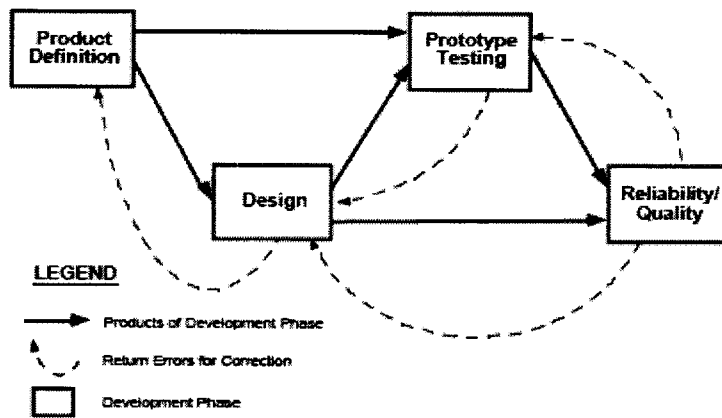 Product
Definition
Prototype
Testing
Design
Reliability/
Quality
LEGEND
Products of Development Phase
Return Errors for Correction
Development Phase